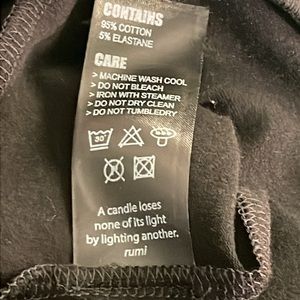 CONTAINS
95% COTTON
5% ELASTANE
CARE
> MACHINE WASH COOL
> DO NOT BLEACH
> IRON WITH STEAMER
> DO NOT DRY CLEAN
> DO NOT TUMBLEDRY
30°
A candle loses
none of its light
by lighting another.
rumi